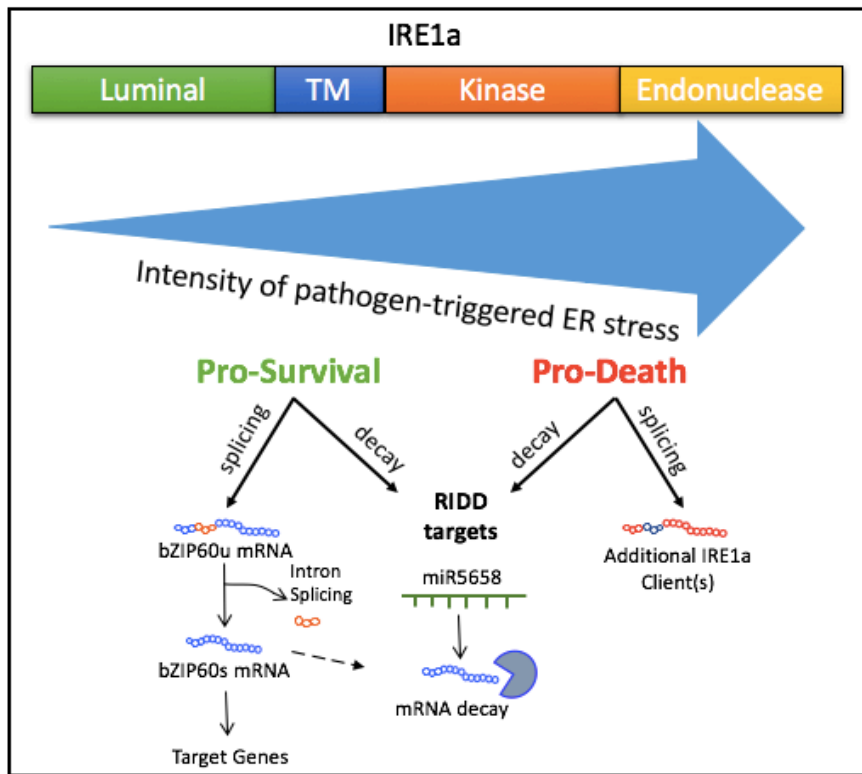 IRE1a
Luminal TM Kinase Endonuclease
Intensity of pathogen-triggered ER stress
Pro-Survival Pro-Death
splicing decay decay splicing
RIDD
targets
bZIP60u mRNA
Additional IRE1a
Client(s)
Intron
Splicing
miR5658
bZIP60s mRNA
mRNA decay
Target Genes